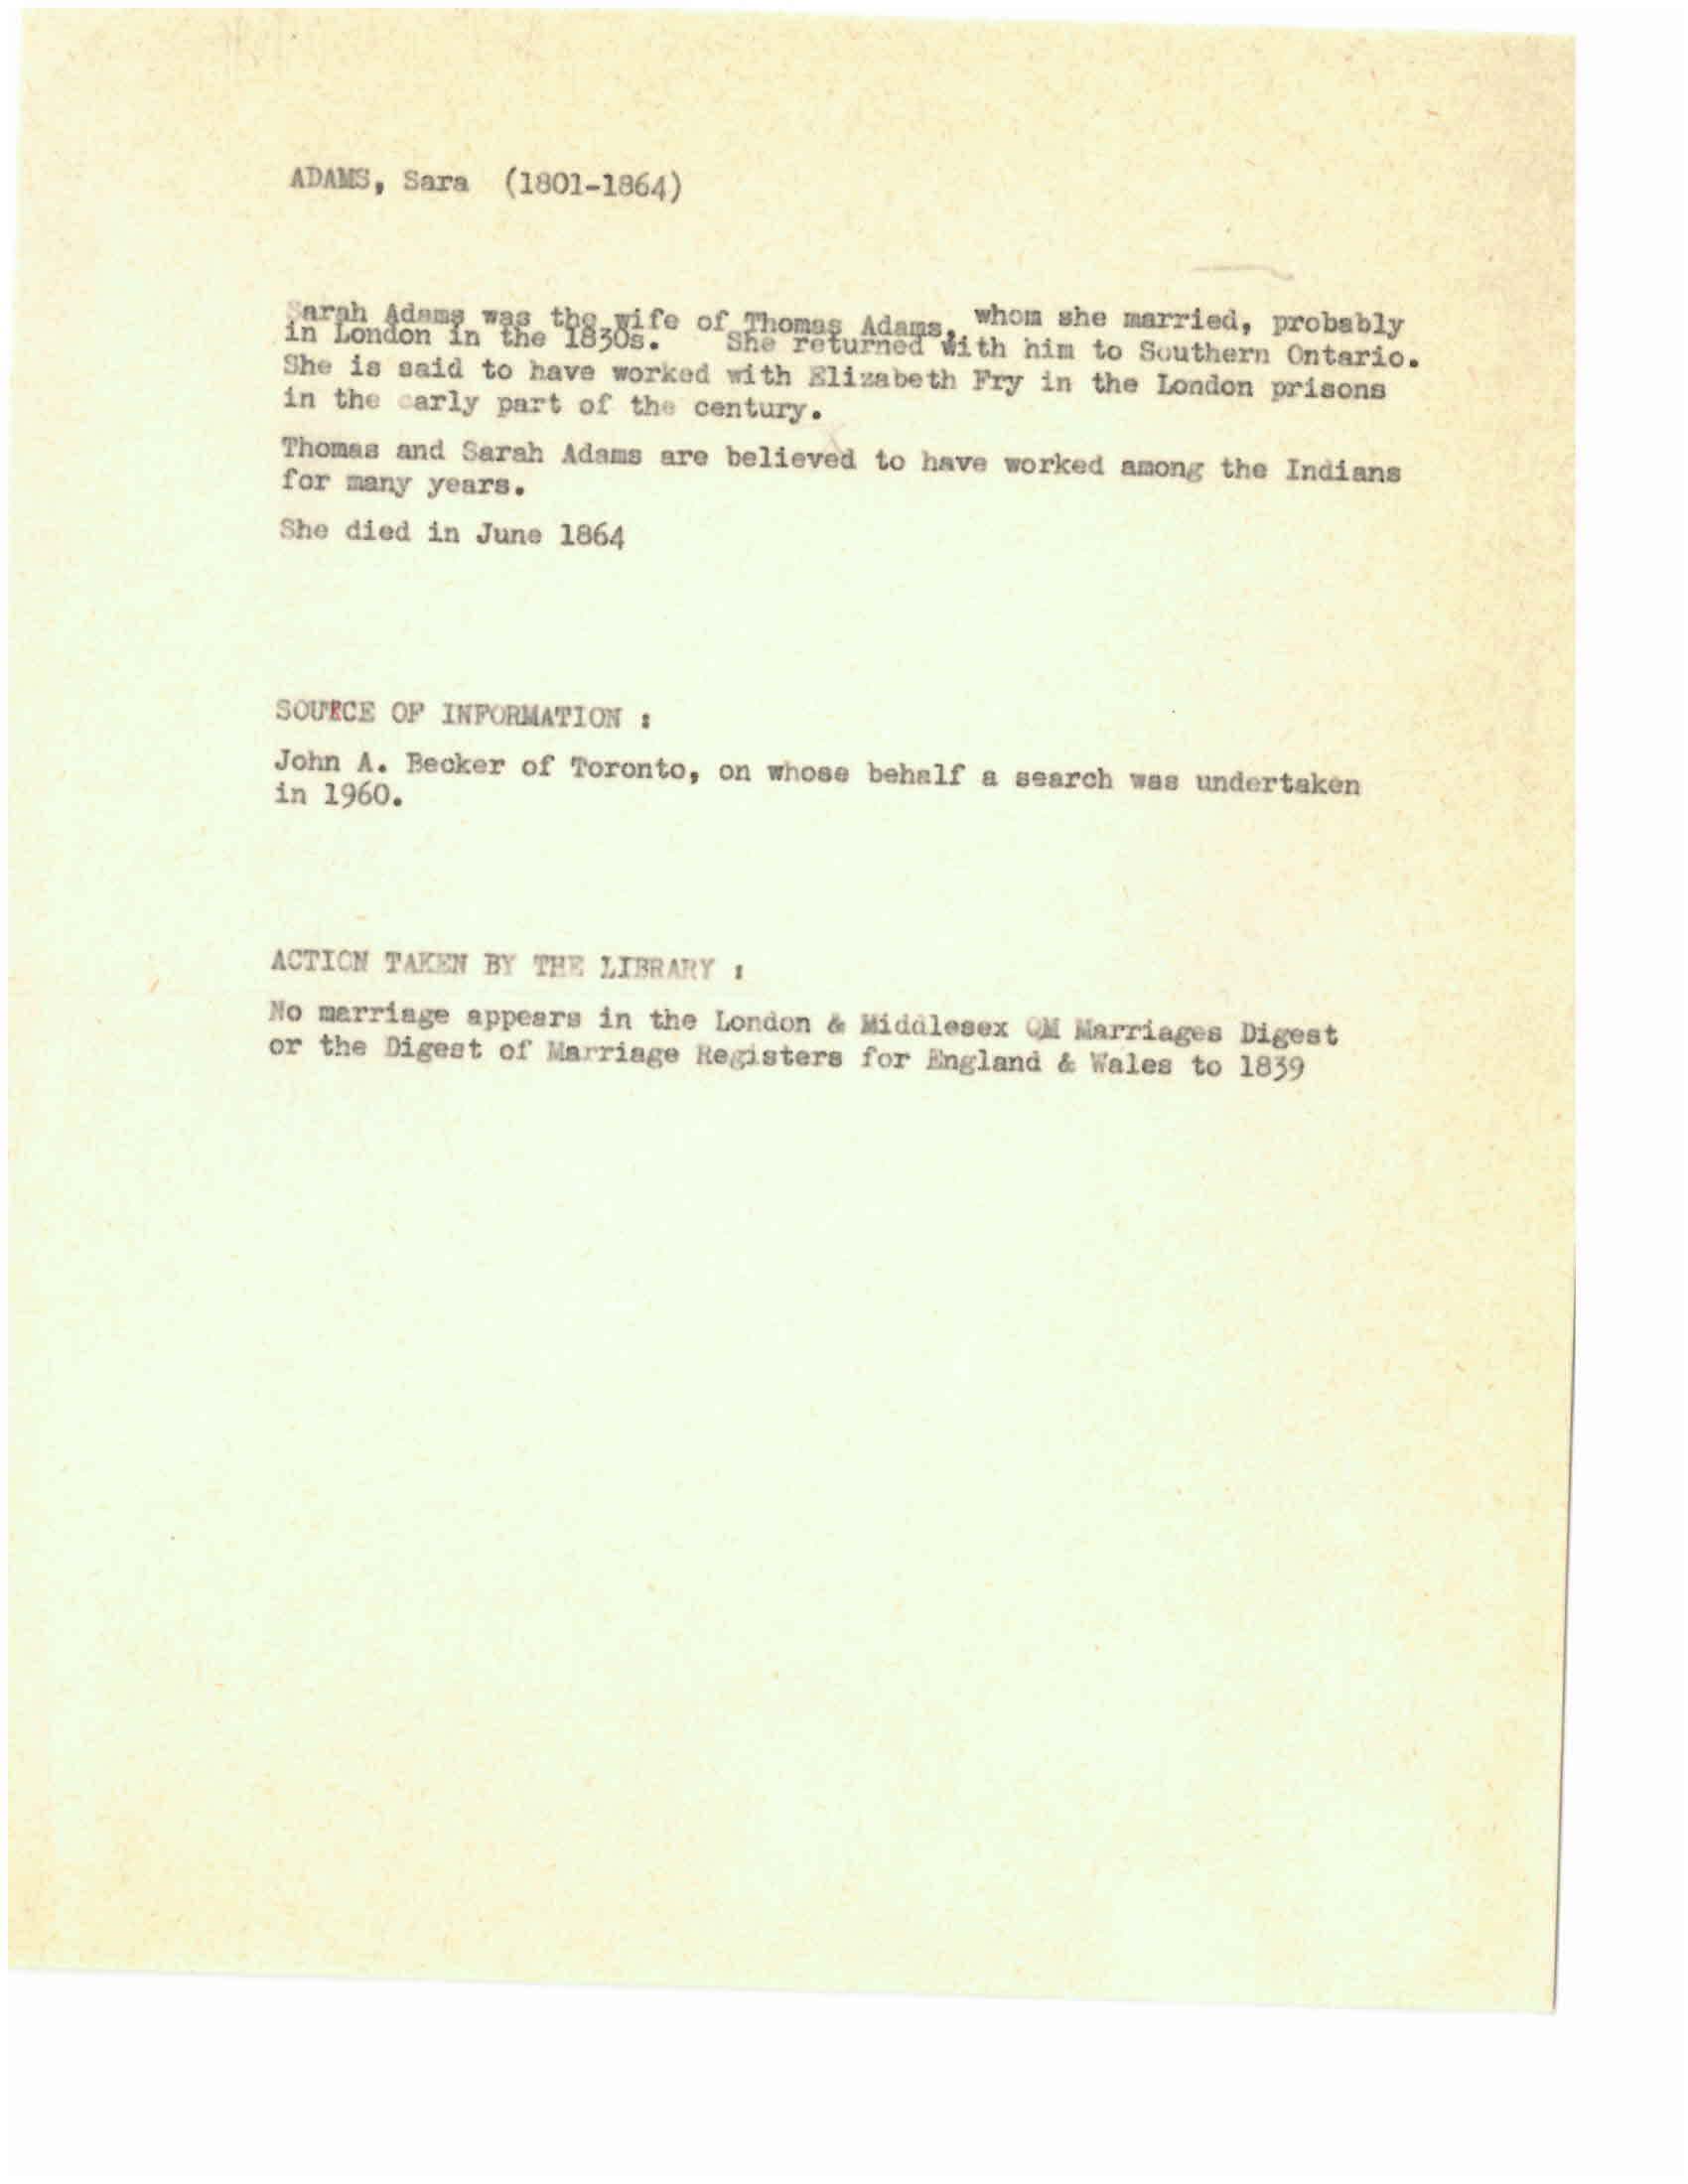 ADAMS, Sara (1801-1864)
Sarah Adams was the wife of Thomas Adams, whom she married, probably
in London in the 1830s. She returned with him to Southern Ontario.
She is said to have worked with Elizabeth Fry in the London prisons
in the early part of the century.
Thomas and Sarah Adams are believed to have worked among the Indians
for many years.
She died in June 1864
SOURCE OF INFORMATION :
John A. Becker of Toronto, on whose behalf a search was undertaken
in 1960.
ACTION TAKEN BY THE LIBRARY :
No marriage appears in the London & Middlesex QM Marriages Digest
or the Digest of Marriage Registers for England & Wales to 1839